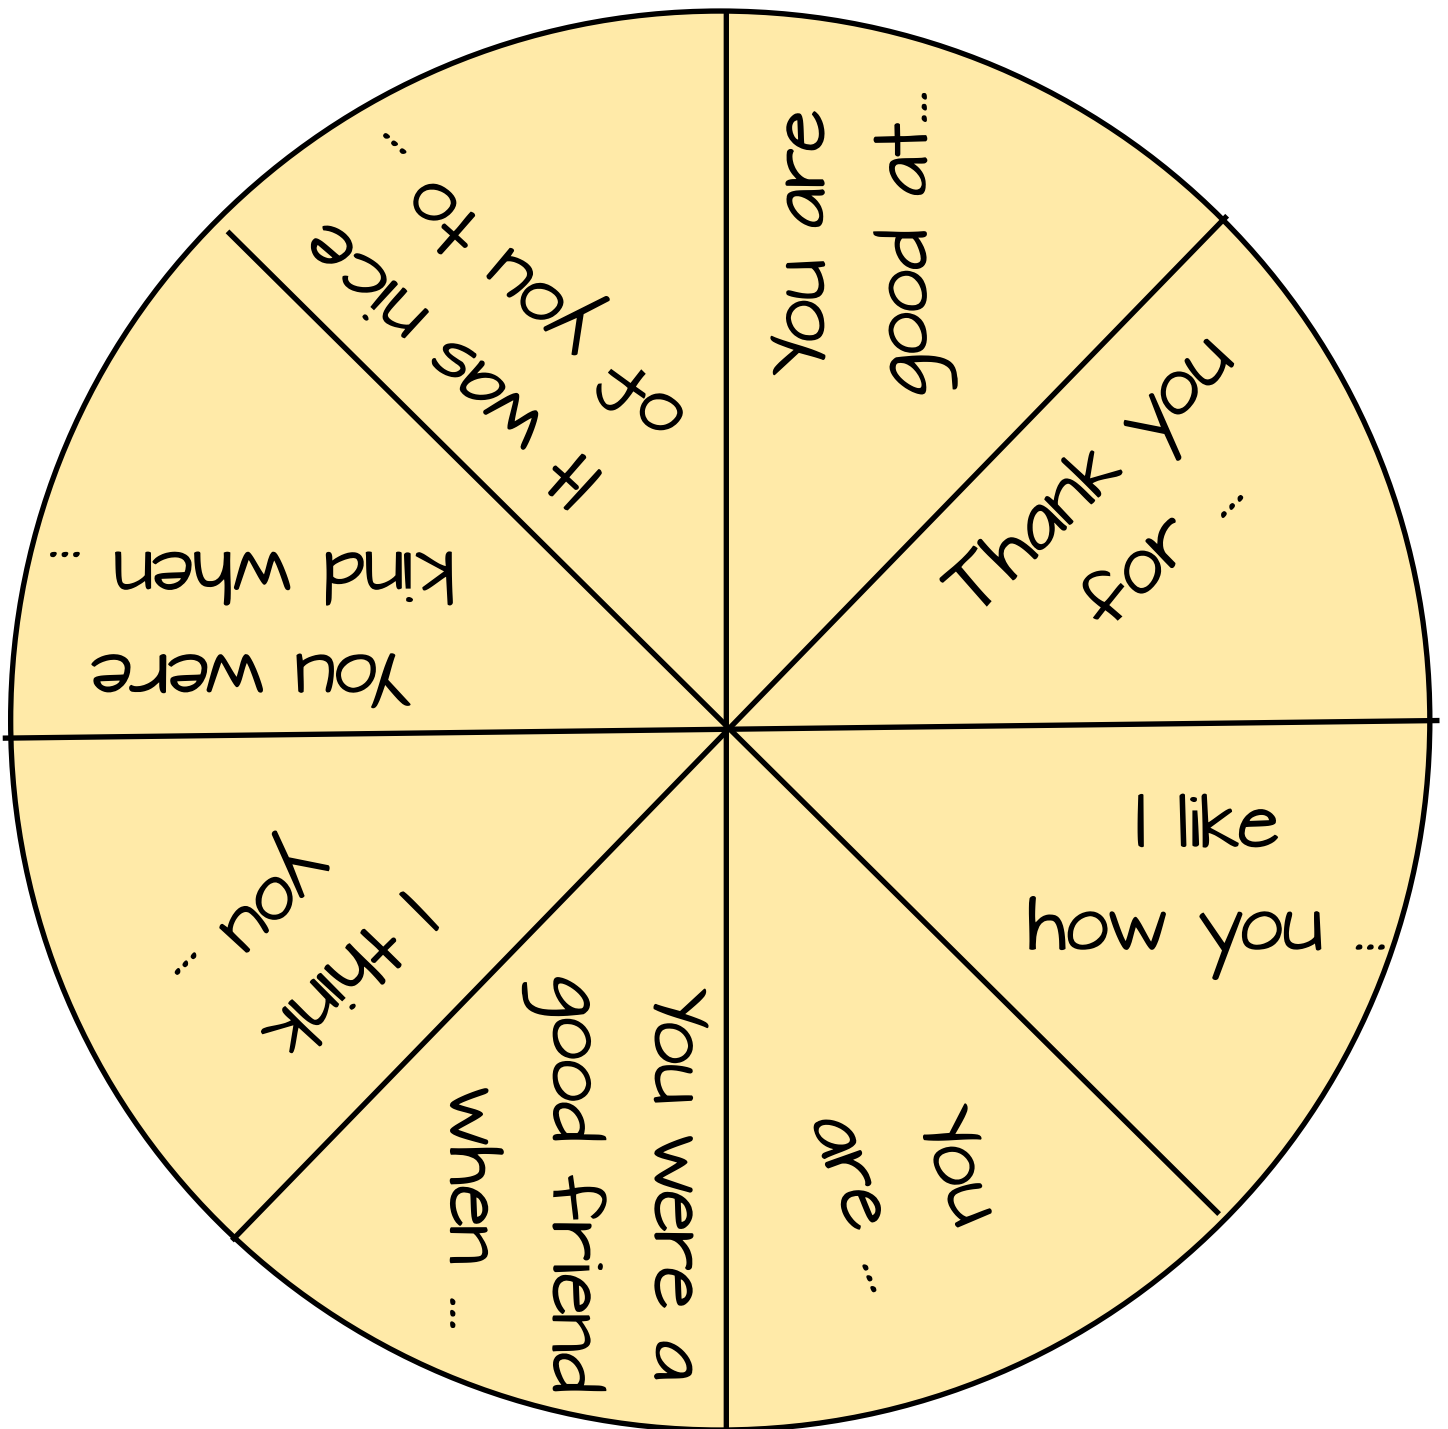 You are
good at...
Thank you
for ...
I like
how you ...
You
are ...
You were a
good friend
when ...
I think
you ...
You were
kind when ...
It was nice
of you to ...